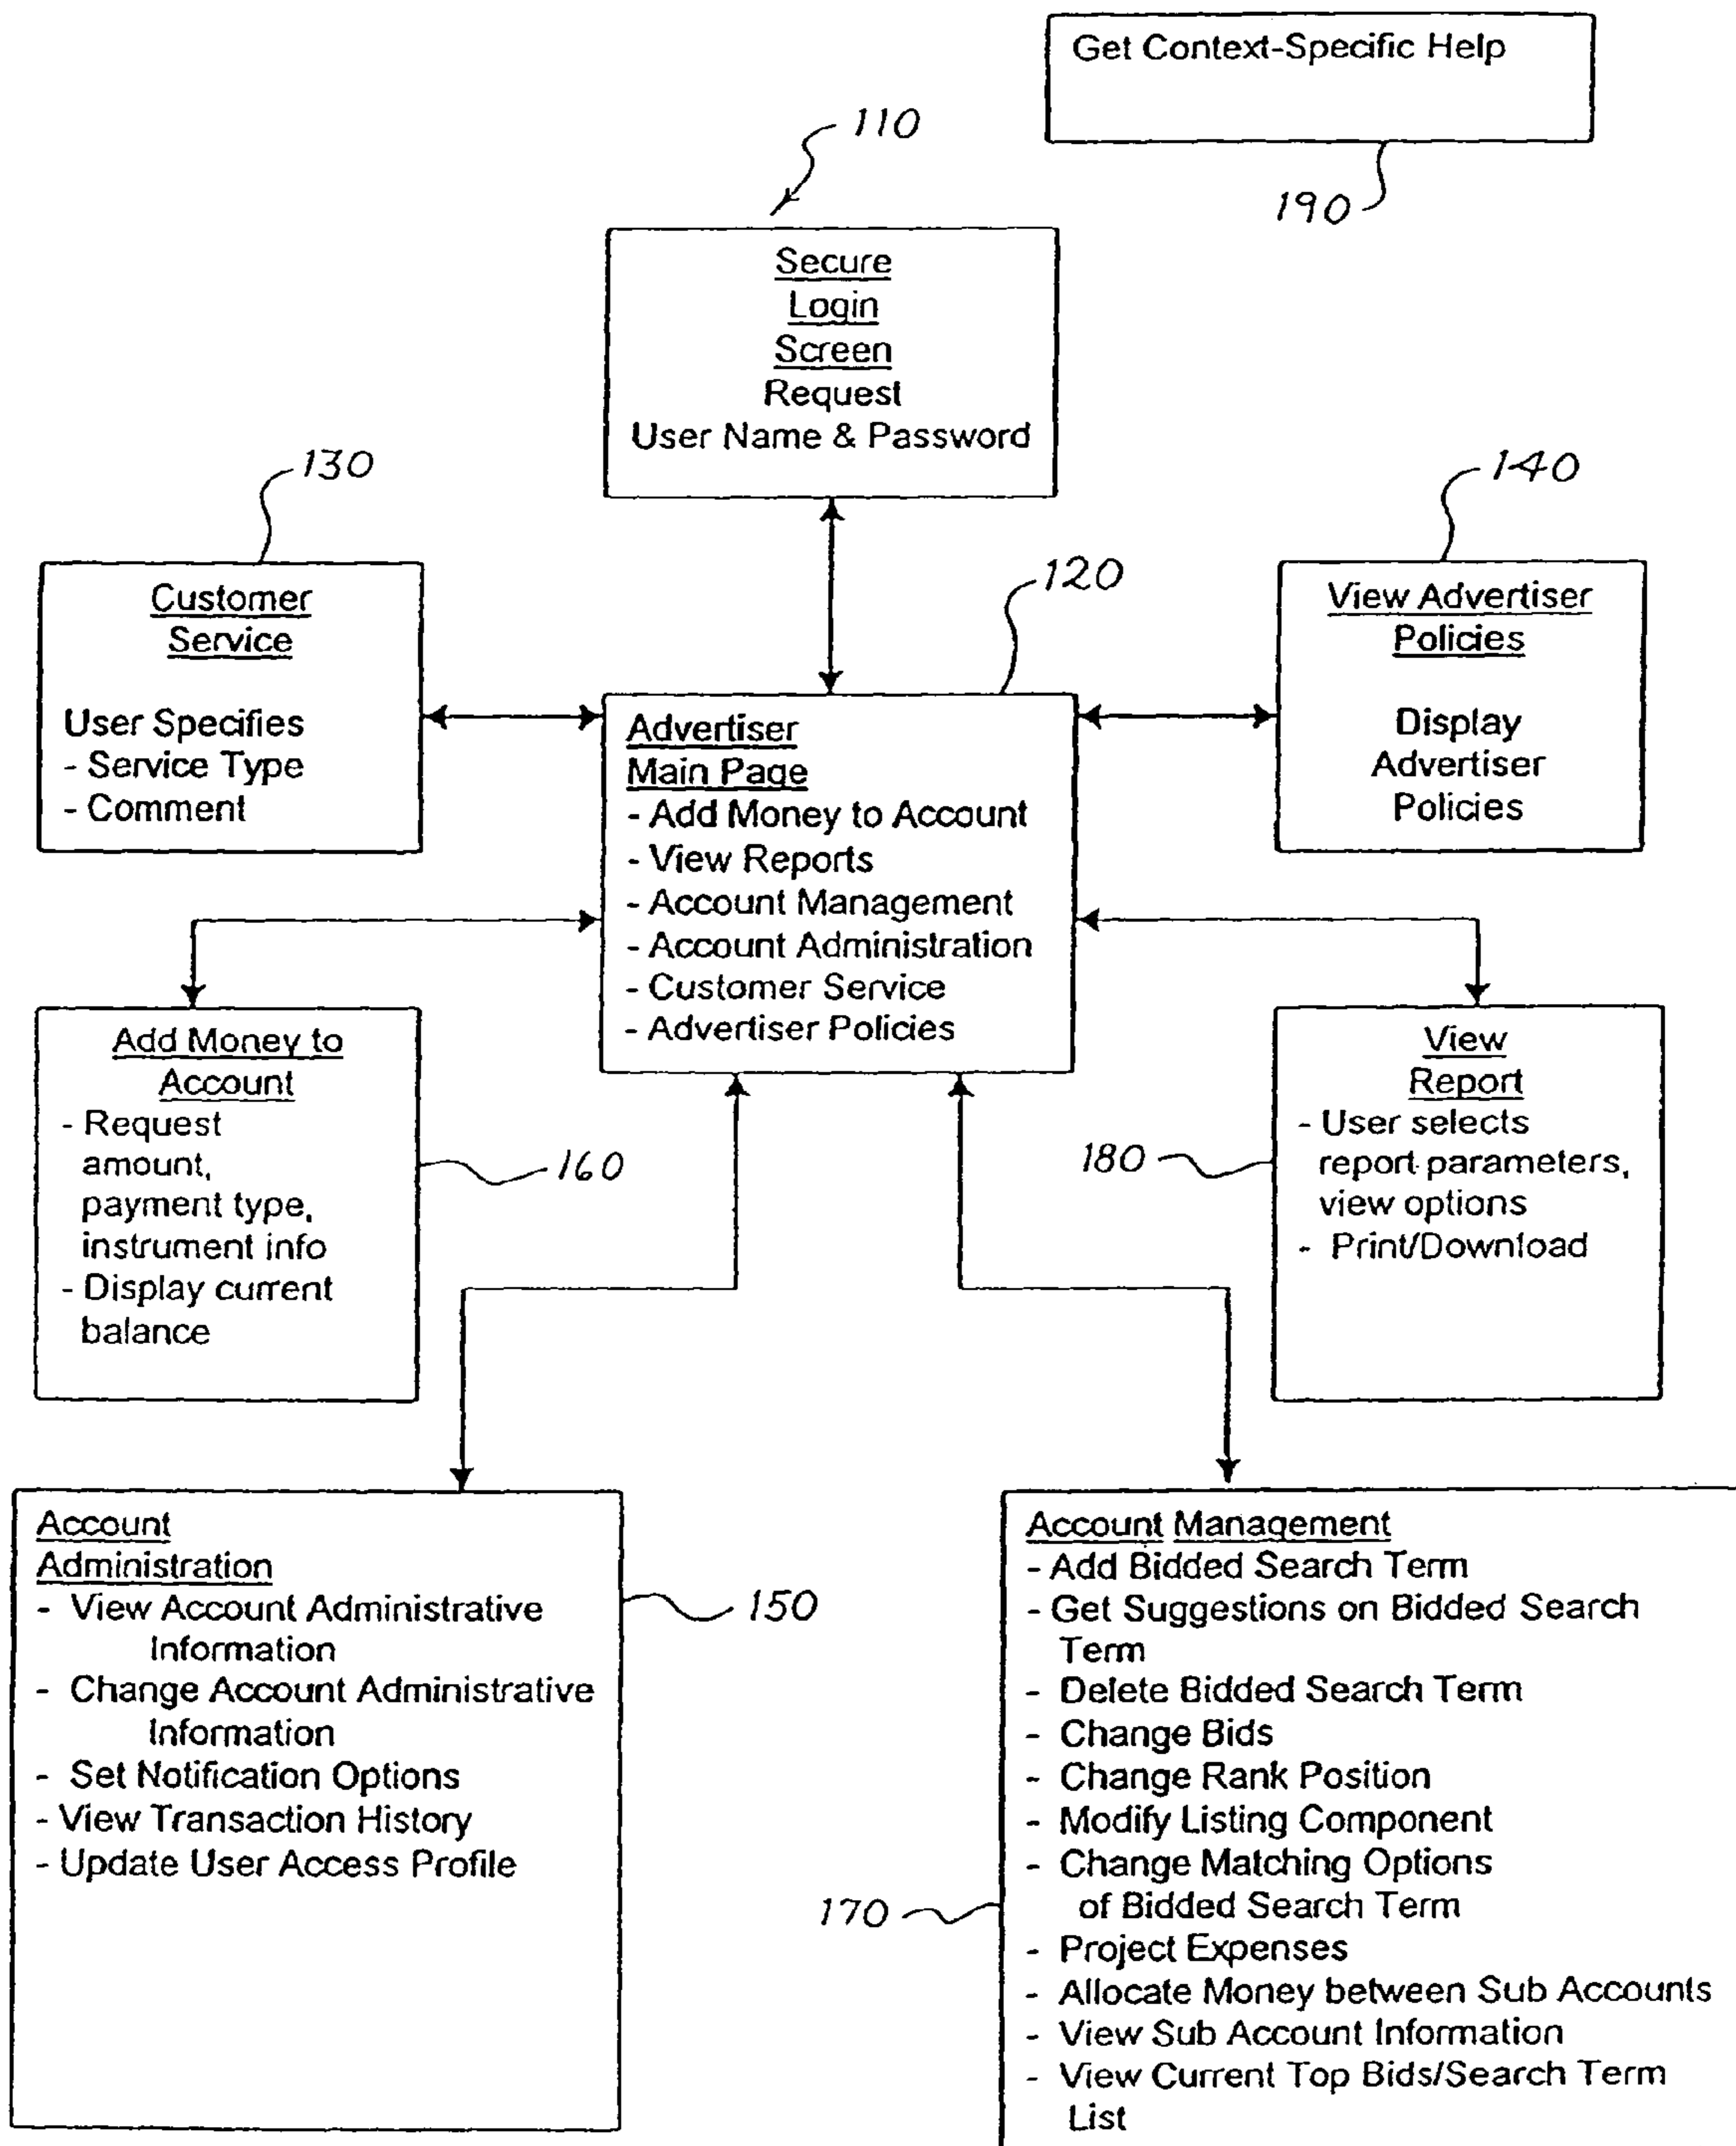 Get Context-Specific Help
190
110
Secure
Login
Screen
Request
User Name & Password
130
Customer
Service
User Specifies
- Service Type
- Comment
140
View Advertiser
Policies
Display
Advertiser
Policies
120
Advertiser
Main Page
- Add Money to Account
- View Reports
- Account Management
- Account Administration
- Customer Service
- Advertiser Policies
Add Money to
Account
- Request
amount,
payment type,
instrument info
- Display current
balance
160
180
View
Report
- User selects
report parameters,
view options
- Print/Download
Account
Administration
- View Account Administrative
Information
- Change Account Administrative
Information
- Set Notification Options
- View Transaction History
- Update User Access Profile
150
Account Management
- Add Bidded Search Term
- Get Suggestions on Bidded Search
Term
- Delete Bidded Search Term
- Change Bids
- Change Rank Position
- Modify Listing Component
- Change Matching Options
of Bidded Search Term
- Project Expenses
- Allocate Money between Sub Accounts
- View Sub Account Information
- View Current Top Bids/Search Term
List
170